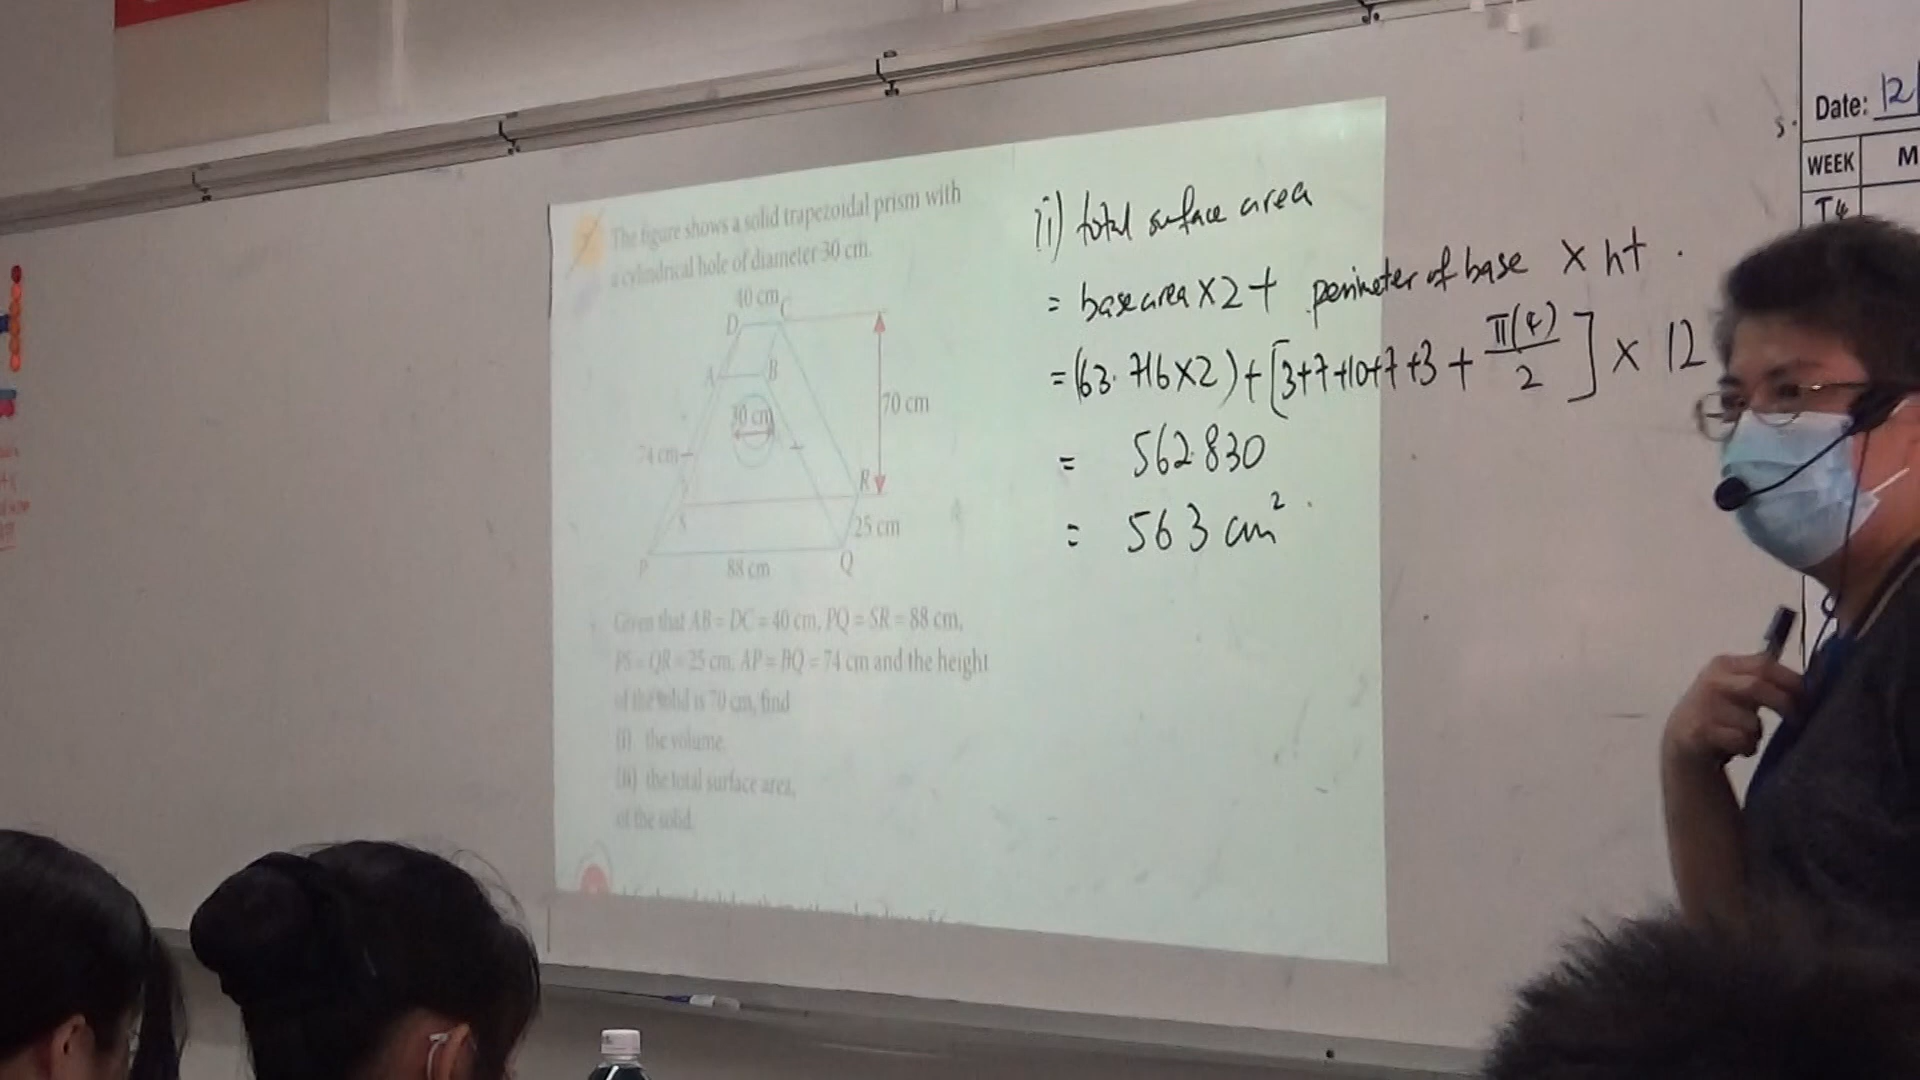 The figure shows a solid trapezoidal prism with
a cylindrical hole of diameter 30 cm.
40 cm
D C
A B
30 cm
70 cm
74 cm
R
S
25 cm
P 88 cm Q
Given that AB = DC = 40 cm, PQ = SR = 88 cm,
PS = QR = 25 cm, AP = BQ = 74 cm and the height
of the solid is 70 cm, find
(i) the volume,
(ii) the total surface area,
of the solid.
ii) total surface area
= base area × 2 + perimeter of base × ht.
= (63.716×2)+[3+7+10+7+3+π(4)/2] × 12
= 562.830
= 563 cm²
Date: 12/
WEEK M
T4